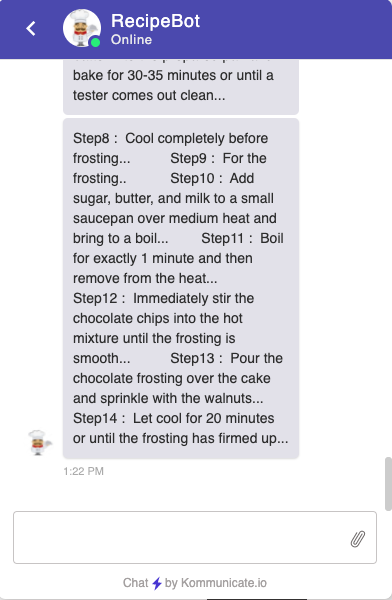 RecipeBot
Online
bake for 30-35 minutes or until a
tester comes out clean...
Step8 :  Cool completely before
frosting...          Step9 :  For the
frosting..          Step10 :  Add
sugar, butter, and milk to a small
saucepan over medium heat and
bring to a boil...        Step11 :  Boil
for exactly 1 minute and then
remove from the heat...
Step12 :  Immediately stir the
chocolate chips into the hot
mixture until the frosting is
smooth...          Step13 :  Pour the
chocolate frosting over the cake
and sprinkle with the walnuts...
Step14 :  Let cool for 20 minutes
or until the frosting has firmed up...
1:22 PM
Chat by Kommunicate.io